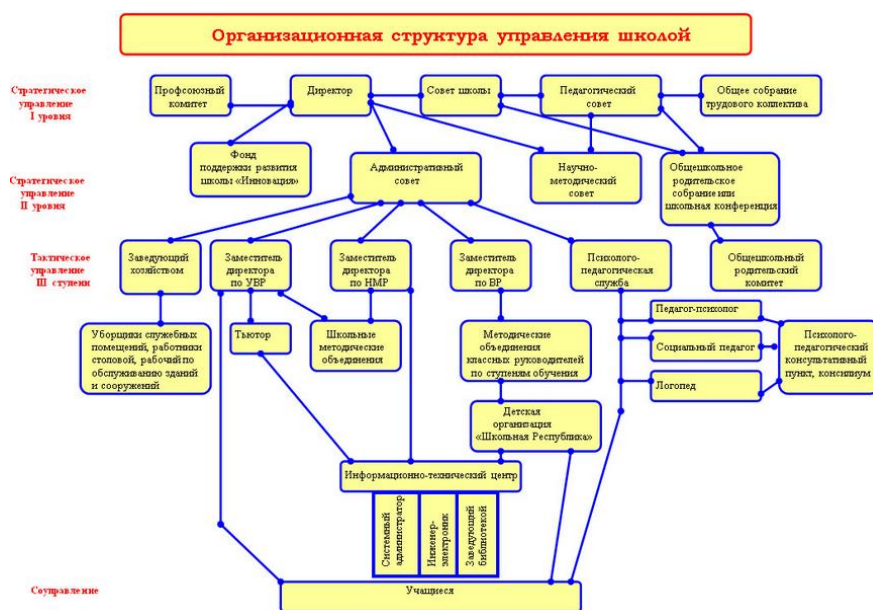 Организационная структура управления школой
Стратегическое
управление
I уровня
Профсоюзный
комитет
Директор
Совет школы
Педагогический
совет
Общее собрание
трудового коллектива
Стратегическое
управление
II уровня
Фонд
поддержки развития
школы «Инновация»
Административный
совет
Научно-
методический
совет
Общешкольное
родительское
собрание или
школьная конференция
Тактическое
управление
III ступени
Заведующий
хозяйством
Заместитель
директора
по УВР
Заместитель
директора
по НМР
Заместитель
директора
по ВР
Психолого-
педагогическая
служба
Общешкольный
родительский
комитет
Уборщики служебных
помещений, работники
столовой, рабочий по
обслуживанию зданий
и сооружений
Тьютор
Школьные
методические
объединения
Методические
объединения
классных руководителей
по ступеням обучения
Педагог-психолог
Социальный педагог
Логопед
Психолого-
педагогический
консультативный
пункт, консилиум
Детская
организация
«Школьная Республика»
Информационно-технический центр
Системный
администратор
Инженер-
электроник
Заведующий
библиотекой
Соуправление
Учащиеся